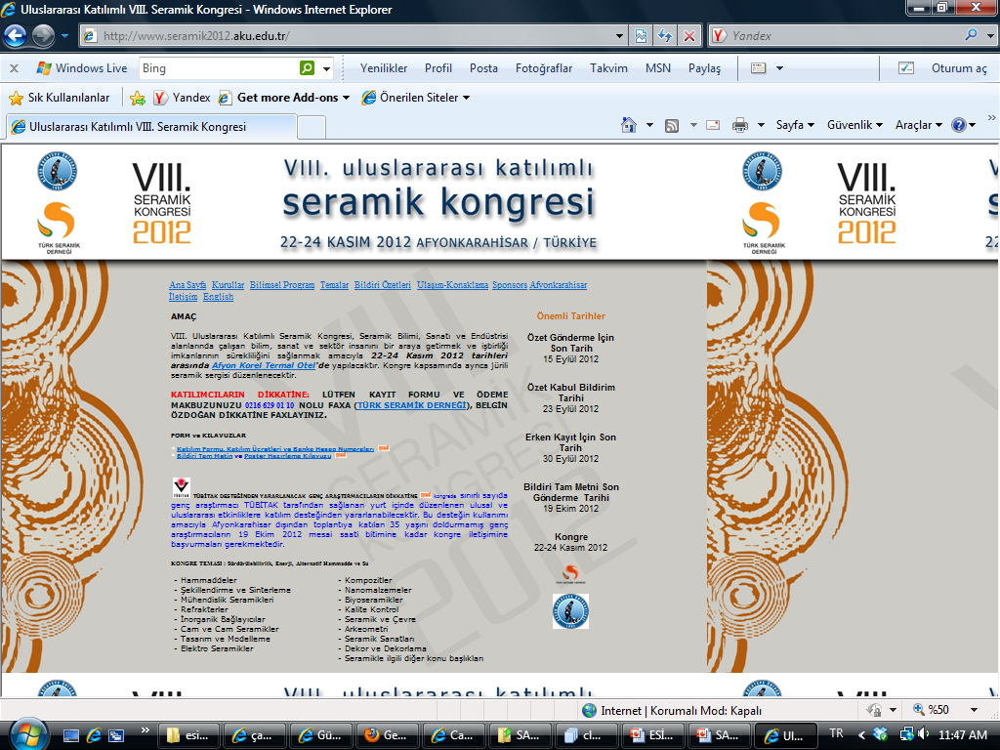 Uluslararası Katılımlı VIII. Seramik Kongresi - Windows Internet Explorer
http://www.seramik2012.aku.edu.tr/
Yandex
Windows Live Bing Yenilikler Profil Posta Fotoğraflar Takvim MSN Paylaş Oturum aç
Sık Kullanılanlar Yandex Get more Add-ons Önerilen Siteler
Uluslararası Katılımlı VIII. Seramik Kongresi Sayfa Güvenlik Araçlar
VIII.
SERAMİK
KONGRESİ
2012
TÜRK SERAMİK
DERNEĞİ
VIII. uluslararası katılımlı
seramik kongresi
22-24 KASIM 2012 AFYONKARAHİSAR / TÜRKİYE
TÜRK SERAMİK
DERNEĞİ
VIII.
SERAMİK
KONGRESİ
2012
Ana Sayfa Kurullar Bilimsel Program Temalar Bildiri Özetleri Ulaşım-Konaklama Sponsors Afyonkarahisar
İletişim English
AMAÇ
VIII. Uluslararası Katılımlı Seramik Kongresi, Seramik Bilimi, Sanatı ve Endüstrisi
alanlarında çalışan bilim, sanat ve sektör insanını bir araya getirmek ve işbirliği
imkanlarının sürekliliğini sağlanmak amacıyla 22-24 Kasım 2012 tarihleri
arasında Afyon Korel Termal Otel'de yapılacaktır. Kongre kapsamında ayrıca jürili
seramik sergisi düzenlenecektir.
KATILIMCILARIN DİKKATİNE: LÜTFEN KAYIT FORMU VE ÖDEME
MAKBUZUNUZU 0216 629 01 10 NOLU FAXA (TÜRK SERAMİK DERNEĞİ), BELGİN
ÖZDOĞAN DİKKATİNE FAXLAYINIZ.
FORM ve KILAVUZLAR
* Katılım Formu, Katılım Ücretleri ve Banka Hesap Numaraları
* Bildiri Tam Metin ve Poster Hazırlama Kılavuzu
TÜBİTAK
TÜBİTAK DESTEĞİNDEN YARARLANACAK GENÇ ARAŞTIRMACILARIN DİKKATİNE kongrede sınırlı sayıda
genç araştırmacı TÜBİTAK tarafından sağlanan yurt içinde düzenlenen ulusal ve
uluslararası etkinliklere katılım desteğinden yararlanabilecektir. Bu desteğin kullanımı
amacıyla Afyonkarahisar dışından toplantıya katılan 35 yaşını doldurmamış genç
araştırmacıların 19 Ekim 2012 mesai saati bitimine kadar kongre iletişimine
başvurmaları gerekmektedir.
KONGRE TEMASI : Sürdürülebilirlik, Enerji, Alternatif Hammadde ve Su
- Hammaddeler
- Şekillendirme ve Sinterleme
- Mühendislik Seramikleri
- Refrakterler
- İnorganik Bağlayıcılar
- Cam ve Cam Seramikler
- Tasarım ve Modelleme
- Elektro Seramikler
- Kompozitler
- Nanomalzemeler
- Biyoseramikler
- Kalite Kontrol
- Seramik ve Çevre
- Arkeometri
- Seramik Sanatları
- Dekor ve Dekorlama
- Seramikle ilgili diğer konu başlıkları
Önemli Tarihler
Özet Gönderme İçin
Son Tarih
15 Eylül 2012
Özet Kabul Bildirim
Tarihi
23 Eylül 2012
Erken Kayıt İçin Son
Tarih
30 Eylül 2012
Bildiri Tam Metni Son
Gönderme Tarihi
19 Ekim 2012
Kongre
22-24 Kasım 2012
VIII.
SERAMİK
KONGRESİ
2012
Internet | Korumalı Mod: Kapalı %50
esi... ça... Gü... Ge... Ca... SA... cl... ESİ... SA... Ul... TR 11:47 AM